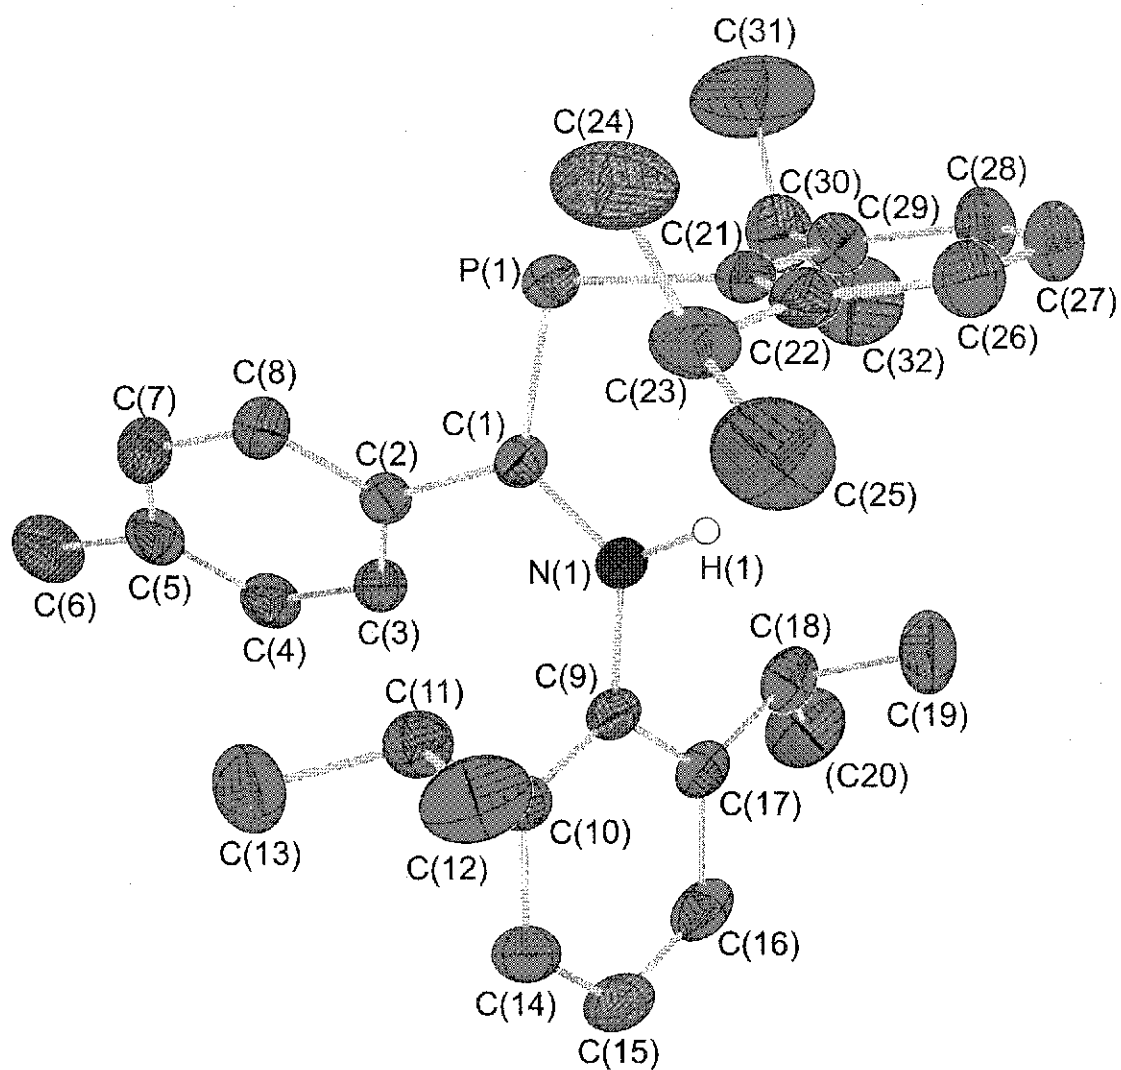 C(31)
C(24)
C(30)
C(28)
C(29)
C(21)
P(1)
C(27)
C(26)
C(22)
C(32)
C(23)
C(8)
C(7)
C(1)
C(2)
C(25)
N(1)
H(1)
C(6)
C(5)
C(4)
C(3)
C(18)
C(9)
C(11)
C(19)
(C20)
C(17)
C(10)
C(13)
C(12)
C(16)
C(14)
C(15)